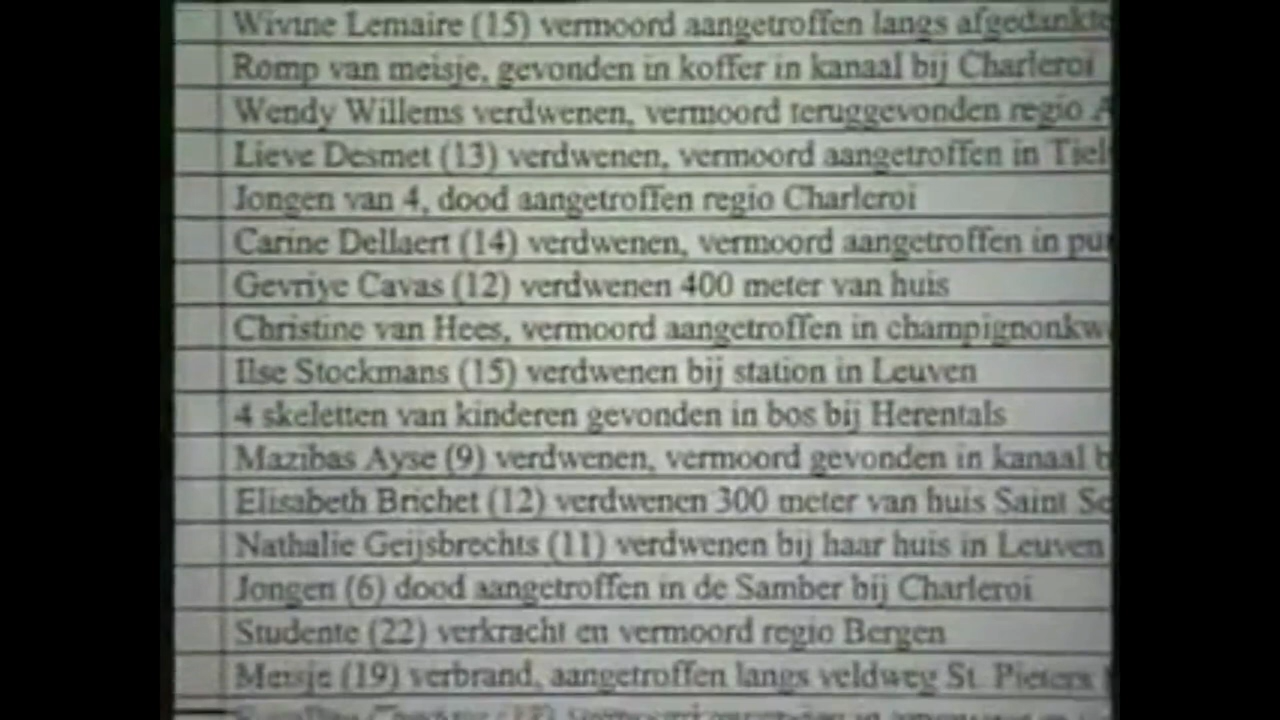 Wivine Lemaire (15) vermoord aangetroffen langs afgedankte
Romp van meisje, gevonden in koffer in kanaal bij Charleroi
Wendy Willems verdwenen, vermoord teruggevonden regio A
Lieve Desmet (13) verdwenen, vermoord aangetroffen in Tiel
Jongen van 4, dood aangetroffen regio Charleroi
Carine Dellaert (14) verdwenen, vermoord aangetroffen in pu
Gevriye Cavas (12) verdwenen 400 meter van huis
Christine van Hees, vermoord aangetroffen in champignonkw
Ilse Stockmans (15) verdwenen bij station in Leuven
4 skeletten van kinderen gevonden in bos bij Herentals
Mazibas Ayse (9) verdwenen, vermoord gevonden in kanaal b
Elisabeth Brichet (12) verdwenen 300 meter van huis Saint Se
Nathalie Geijsbrechts (11) verdwenen bij haar huis in Leuven
Jongen (6) dood aangetroffen in de Samber bij Charleroi
Studente (22) verkracht en vermoord regio Bergen
Meisje (19) verbrand, aangetroffen langs veldweg St. Pieters